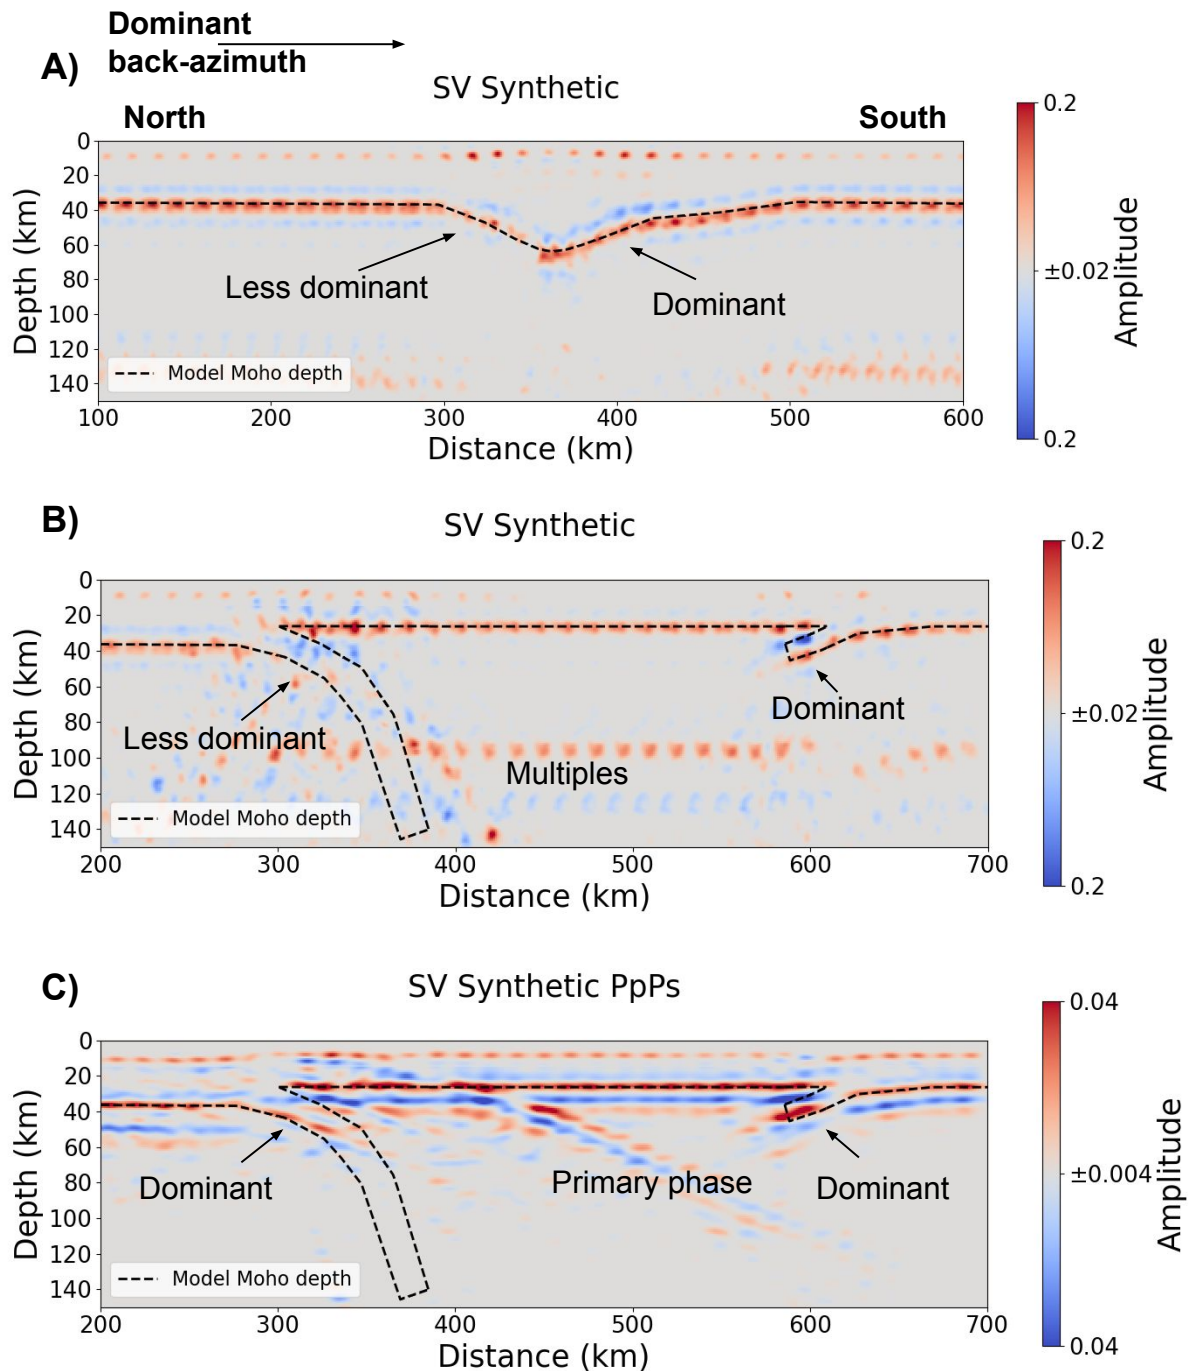 Dominant
back-azimuth
A)
SV Synthetic
North
South
0
20
40
60
80
100
120
140
Depth (km)
Less dominant
Dominant
Model Moho depth
100
200
300
400
500
600
Distance (km)
0.2
±0.02
0.2
Amplitude
B)
SV Synthetic
0
20
40
60
80
100
120
140
Depth (km)
Less dominant
Dominant
Multiples
Model Moho depth
200
300
400
500
600
700
Distance (km)
0.2
±0.02
0.2
Amplitude
C)
SV Synthetic PpPs
0
20
40
60
80
100
120
140
Depth (km)
Dominant
Primary phase
Dominant
Model Moho depth
200
300
400
500
600
700
Distance (km)
0.04
±0.004
0.04
Amplitude